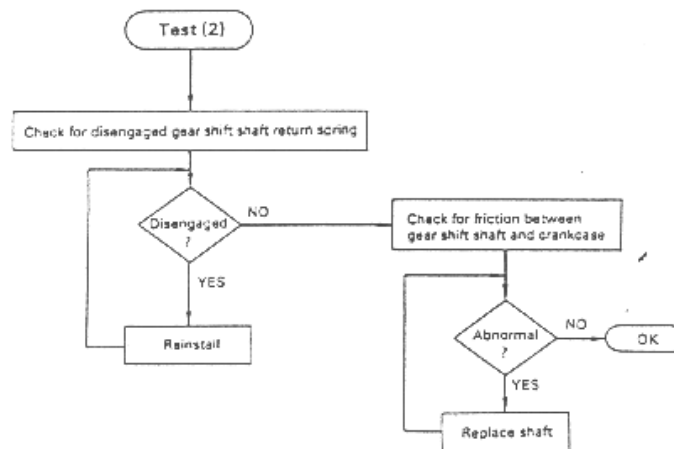 Test (2)
Check for disengaged gear shift shaft return spring
Disengaged
?
NO
YES
Reinstall
Check for friction between
gear shift shaft and crankcase
Abnormal
?
NO
OK
YES
Replace shaft